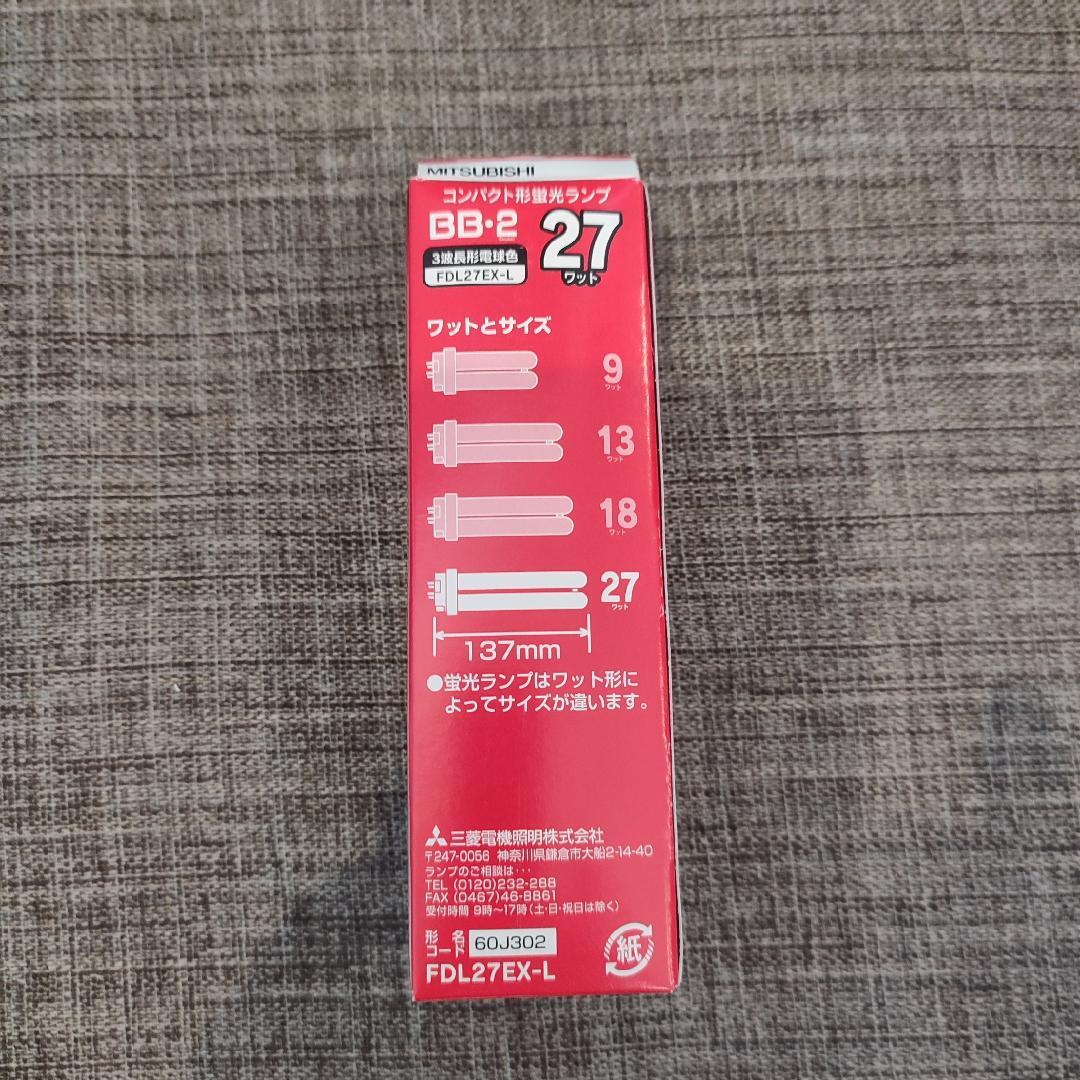 MITSUBISHI
コンパクト形蛍光ランプ
BB・2
27
ワット
3波長形電球色
FDL27EX-L
ワットとサイズ
9
ワット
13
ワット
18
ワット
27
ワット
137mm
●蛍光ランプはワット形に
よってサイズが違います。
三菱電機照明株式会社
〒247-0056 神奈川県鎌倉市大船2-14-40
ランプのご相談は・・・
TEL (0120)232-288
FAX (0467)46-8861
受付時間 9時〜17時(土・日・祝日は除く)
形名
コード
60J302
FDL27EX-L
紙